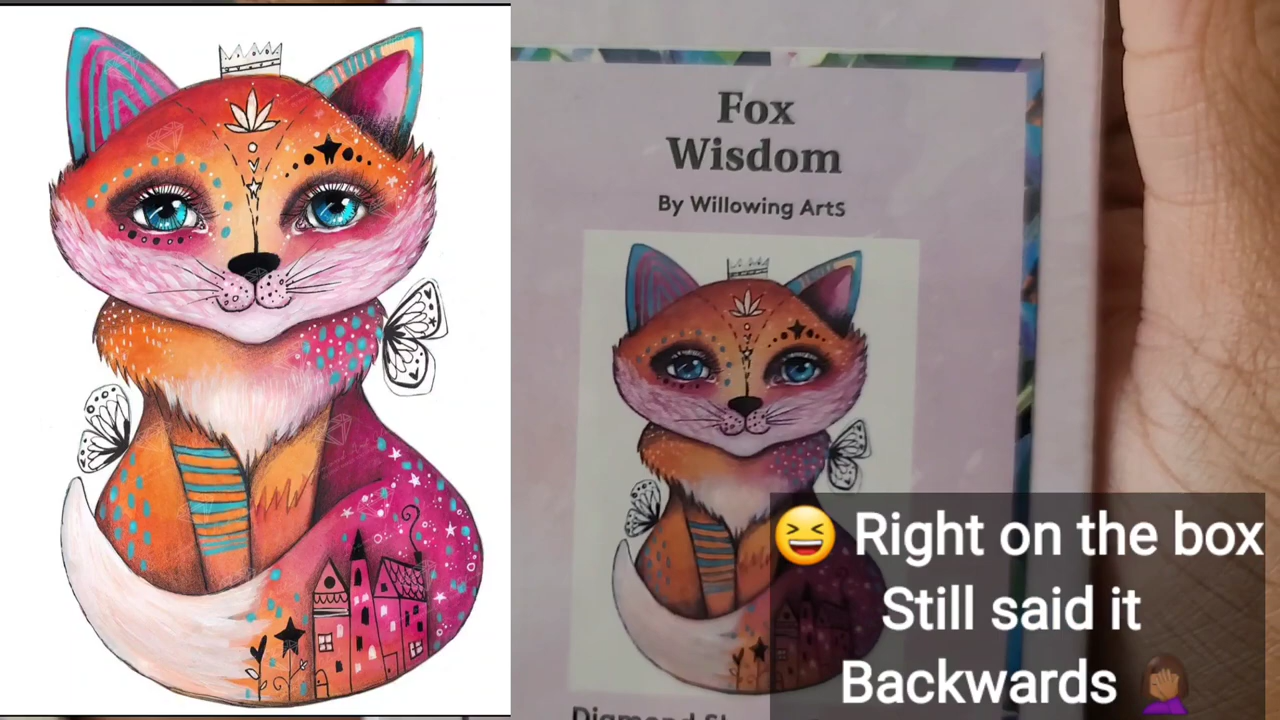 Fox
Wisdom
By Willowing Arts
😆 Right on the box
Still said it
Backwards 🤦🏾‍♀️